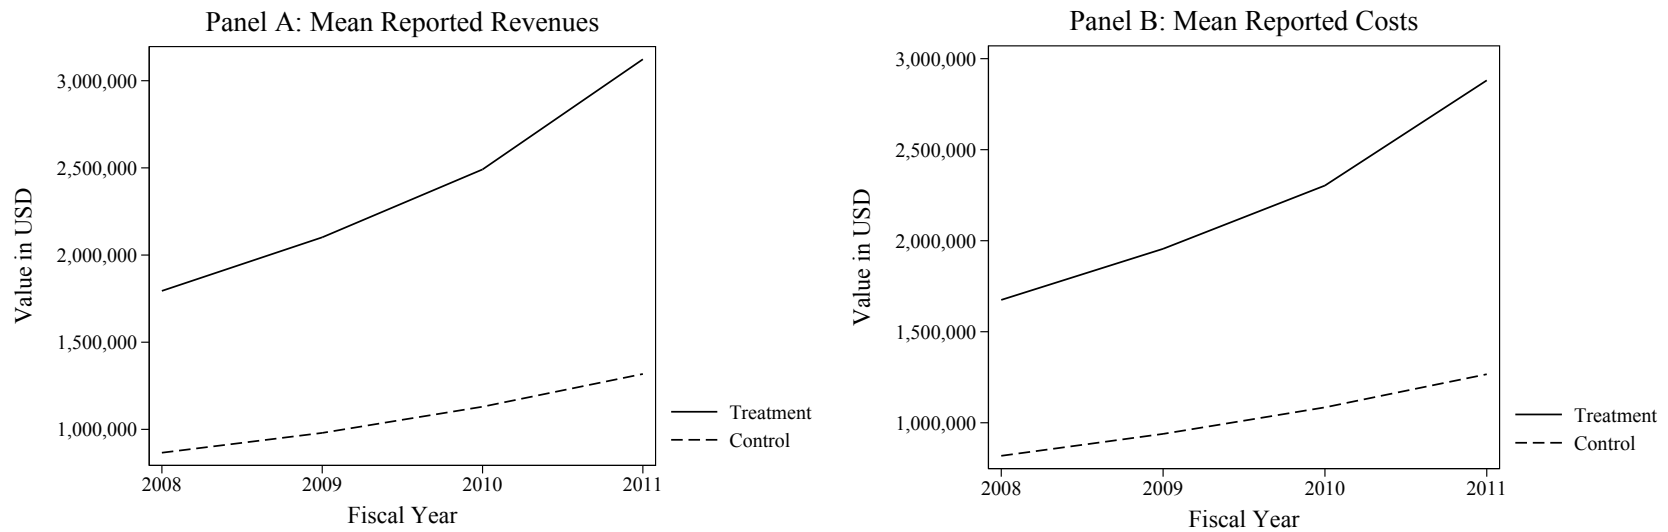 Panel A: Mean Reported Revenues
Value in USD
3,000,000
2,500,000
2,000,000
1,500,000
1,000,000
2008 2009 2010 2011
Fiscal Year
Treatment
Control
Panel B: Mean Reported Costs
Value in USD
3,000,000
2,500,000
2,000,000
1,500,000
1,000,000
2008 2009 2010 2011
Fiscal Year
Treatment
Control